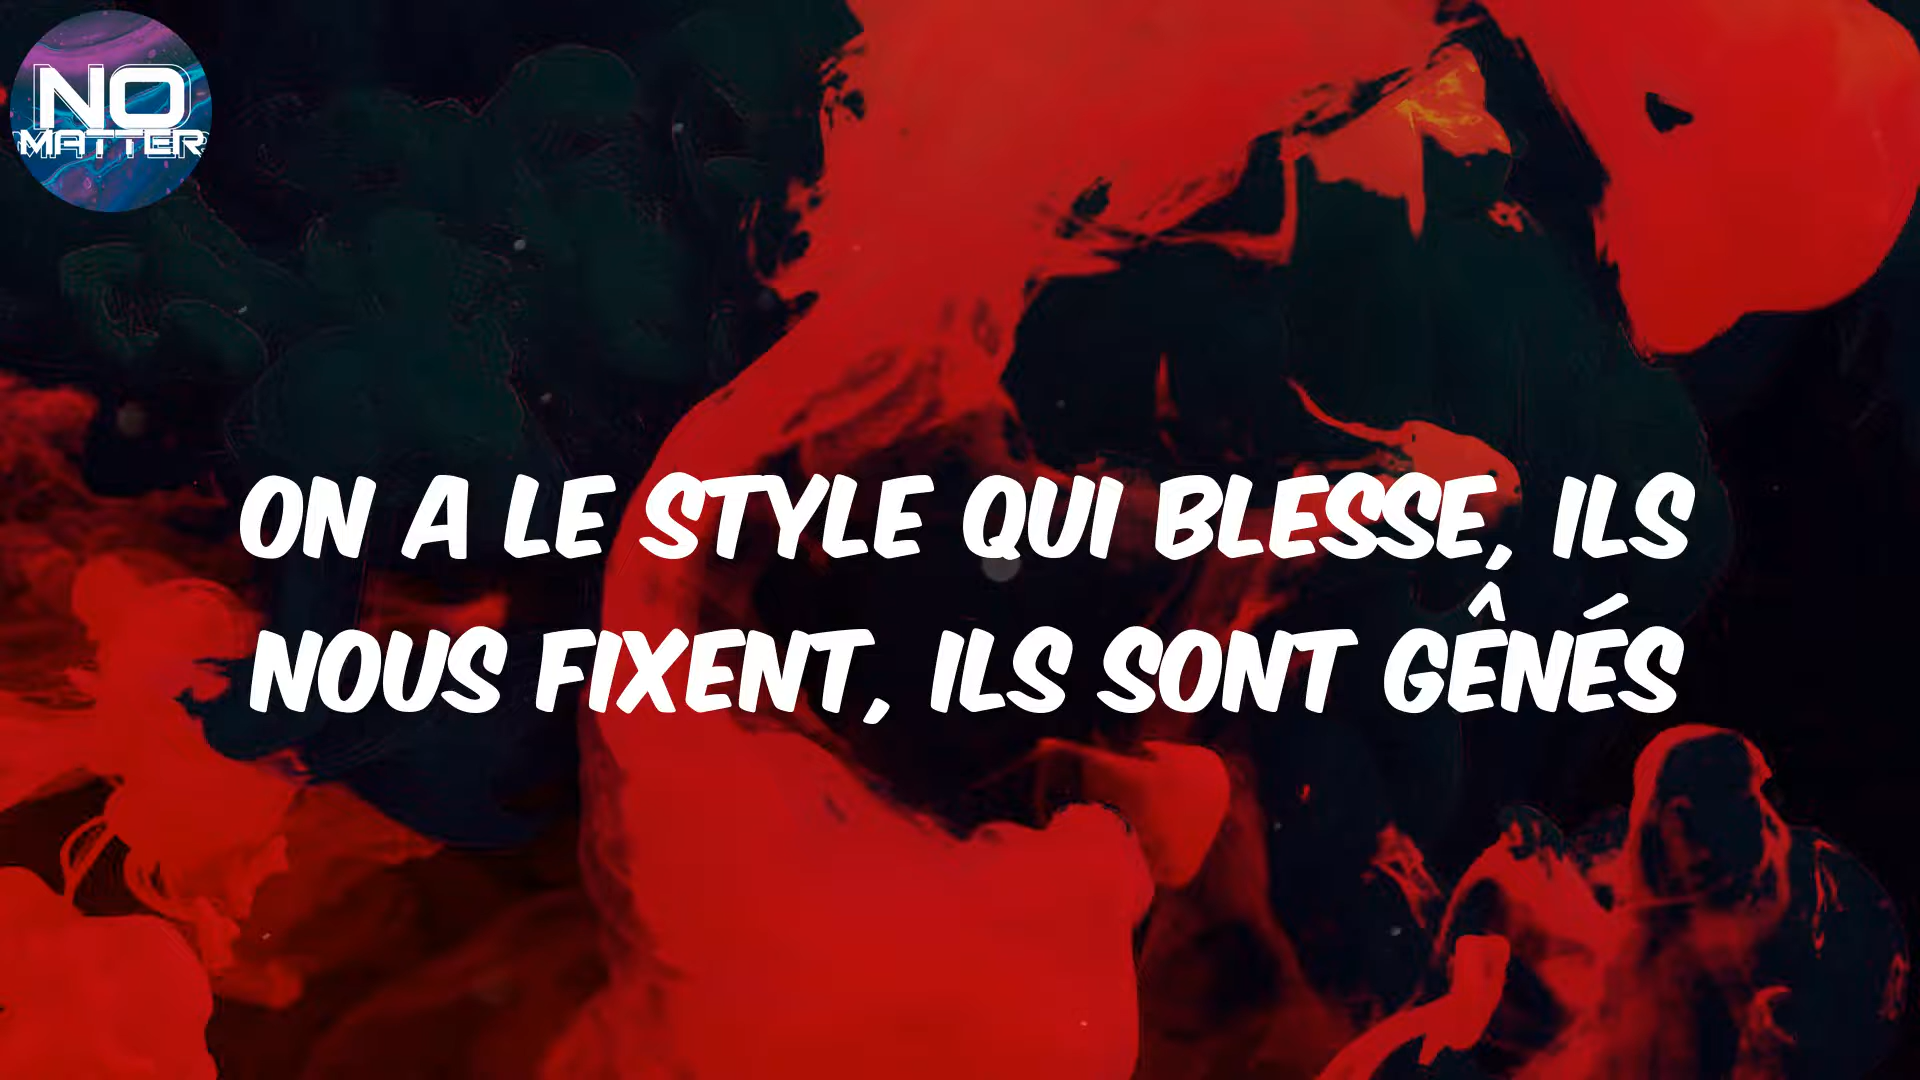 NO
MATTER
ON A LE STYLE QUI BLESSE, ILS
NOUS FIXENT, ILS SONT GÊNÉS